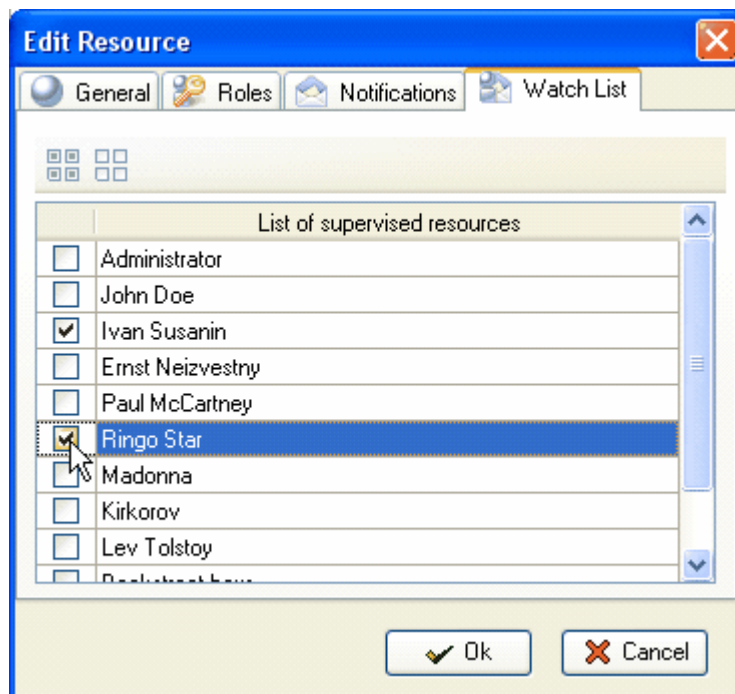 Edit Resource
General Roles Notifications Watch List
List of supervised resources
Administrator
John Doe
Ivan Susanin
Ernst Neizvestny
Paul McCartney
Ringo Star
Madonna
Kirkorov
Lev Tolstoy
Ok Cancel